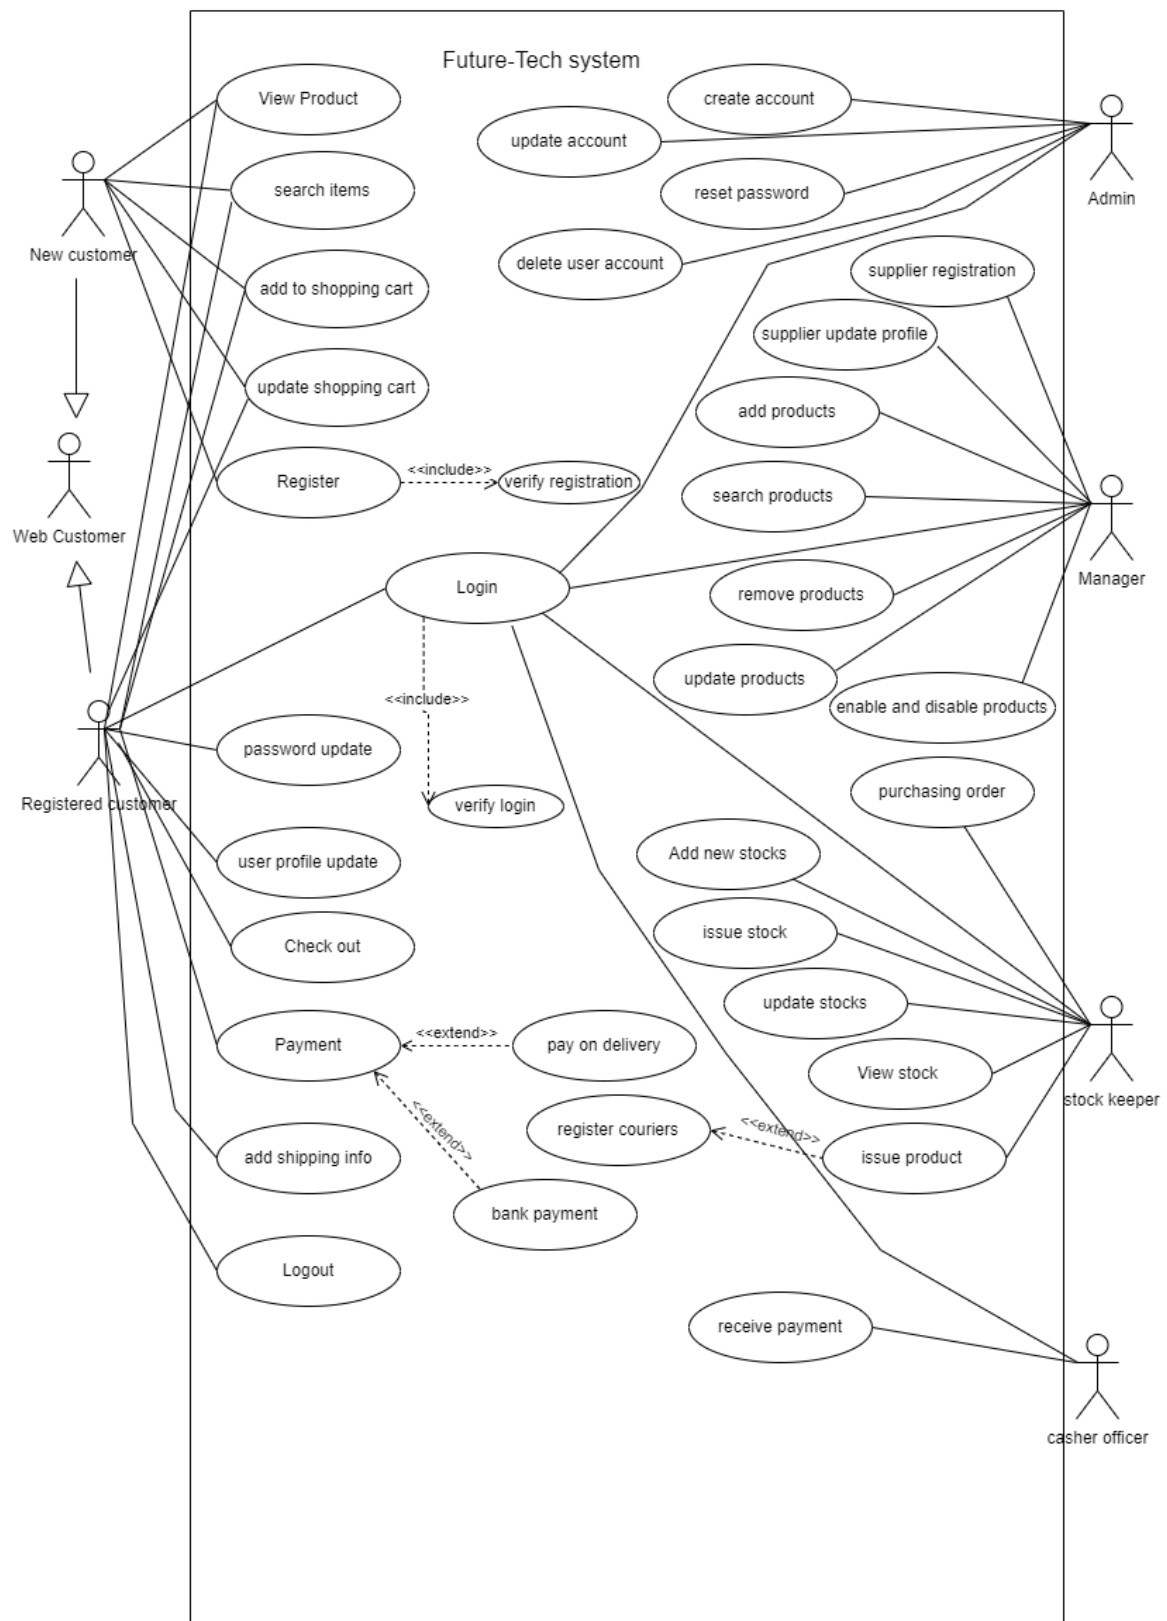 Future-Tech system
View Product
create account
update account
search items
reset password
Admin
New customer
delete user account
supplier registration
add to shopping cart
supplier update profile
update shopping cart
add products
Register
<<include>>
verify registration
search products
Web Customer
Login
Manager
remove products
update products
<<include>>
enable and disable products
password update
purchasing order
Registered customer
verify login
user profile update
Add new stocks
Check out
issue stock
update stocks
Payment
<<extend>>
pay on delivery
View stock
stock keeper
<<extend>>
register couriers
<<extend>>
issue product
add shipping info
bank payment
Logout
receive payment
casher officer